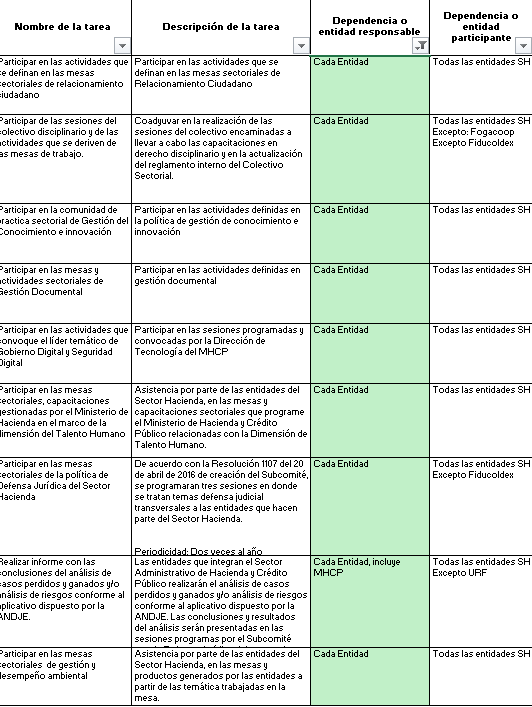 Nombre de la tarea
Descripción de la tarea
Dependencia o
entidad responsable
Dependencia o
entidad
participante
Participar en las actividades que
se definan en las mesas
sectoriales de relacionamiento
ciudadano
Participar en las actividades que se
definan en las mesas sectoriales de
Relacionamiento Ciudadano
Cada Entidad
Todas las entidades SH
Participar de las sesiones del
colectivo disciplinario y de las
actividades que se deriven de
las mesas de trabajo.
Coadyuvar en la realización de las
sesiones del colectivo encaminadas a
llevar a cabo las capacitaciones en
derecho disciplinario y en la actualización
del reglamento interno del Colectivo
Sectorial.
Cada Entidad
Todas las entidades SH
Excepto: Fogacoop
Excepto Fiducoldex
Participar en la comunidad de
practica sectorial de Gestión del
Conocimiento e innovación
Participar en las actividades definidas en
la política de gestión de conocimiento e
innovación
Cada Entidad
Todas las entidades SH
Participar en las mesas y
actividades sectoriales de
Gestión Documental
Participar en las actividades definidas en
gestión documental
Cada Entidad
Todas las entidades SH
Participar en las actividades que
convoque el líder temático de
Gobierno Digital y Seguridad
Digital
Participar en las sesiones programadas y
convocadas por la Dirección de
Tecnología del MHCP
Cada Entidad
Todas las entidades SH
Participar en las mesas
sectoriales, capacitaciones
gestionadas por el Ministerio de
Hacienda en el marco de la
dimensión del Talento Humano
Asistencia por parte de las entidades del
Sector Hacienda, en las mesas y
capacitaciones sectoriales que programe
el Ministerio de Hacienda y Crédito
Público relacionadas con la Dimensión de
Talento Humano.
Cada Entidad
Todas las entidades SH
Participar en las mesas
sectoriales de la política de
Defensa Jurídica del Sector
Hacienda
De acuerdo con la Resolución 1107 del 20
de abril de 2016 de creación del Subcomité,
se programaran tres sesiones en donde
se tratan temas defensa judicial
transversales a las entidades que hacen
parte del Sector Hacienda.
Periodicidad: Dos veces al año
Cada Entidad
Todas las entidades SH
Excepto Fiducoldex
Realizar informe con las
conclusiones del análisis de
casos perdidos y ganados y/o
análisis de riesgos conforme al
aplicativo dispuesto por la
ANDJE.
Las entidades que integran el Sector
Administrativo de Hacienda y Crédito
Público realizarán el análisis de casos
perdidos y ganados y/o análisis de riesgos
conforme al aplicativo dispuesto por la
ANDJE. Las conclusiones y resultados
del análisis serán presentadas en las
sesiones programas por el Subcomité
Cada Entidad, incluye
MHCP
Todas las entidades SH
Excepto URF
Participar en las mesas
sectoriales  de gestión y
desempeño ambiental
Asistencia por parte de las entidades del
Sector Hacienda, en las mesas y
productos generados por las entidades a
partir de las temática trabajadas en la
mesa.
Cada Entidad
Todas las entidades SH